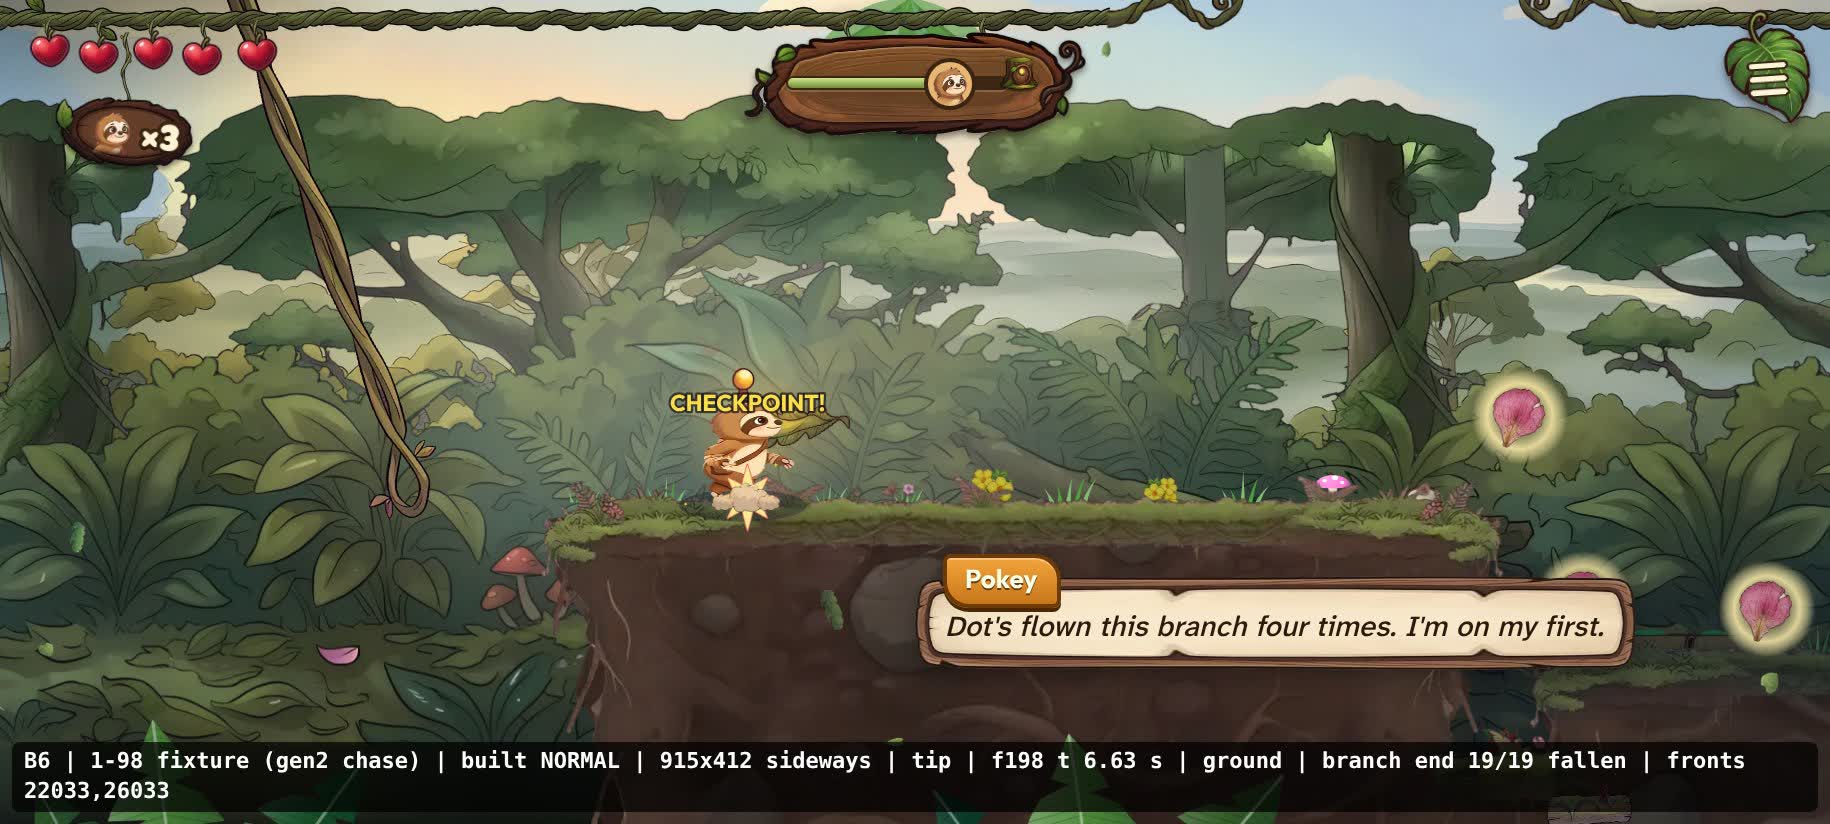 x3
CHECKPOINT!
Pokey
Dot's flown this branch four times. I'm on my first.
B6 | 1-98 fixture (gen2 chase) | built NORMAL | 915x412 sideways | tip | f198 t 6.63 s | ground | branch end 19/19 fallen | fronts
22033,26033